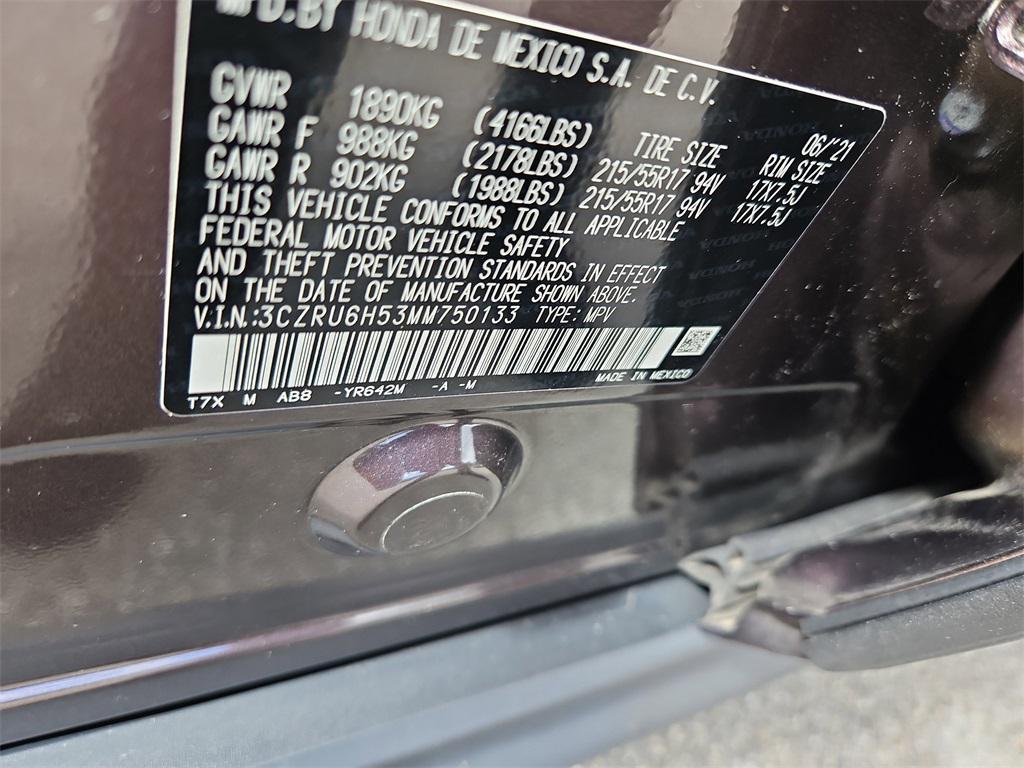 MFD.BY HONDA DE MEXICO S.A. DE C.V.
06/'21
GVWR 1890KG (4166LBS) TIRE SIZE RIM SIZE
GAWR F 988KG (2178LBS) 215/55R17 94V 17X7.5J
GAWR R 902KG (1988LBS) 215/55R17 94V 17X7.5J
THIS VEHICLE CONFORMS TO ALL APPLICABLE
FEDERAL MOTOR VEHICLE SAFETY
AND THEFT PREVENTION STANDARDS IN EFFECT
ON THE DATE OF MANUFACTURE SHOWN ABOVE.
V.I.N.:3CZRU6H53MM750133 TYPE: MPV
MADE IN MEXICO
T7X M AB8 -YR642M -A -M